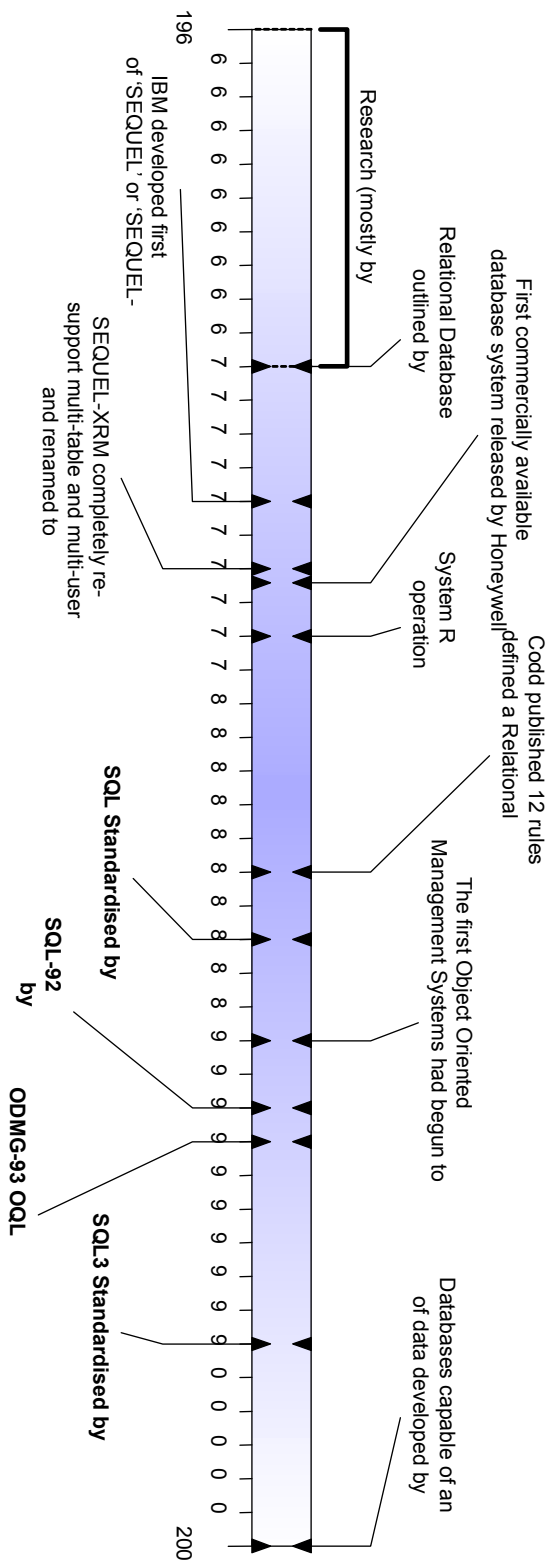 Research (mostly by
Relational Database
outlined by
First commercially available
database system released by Honeywell
System R
operation
Codd published 12 rules
defined a Relational
The first Object Oriented
Management Systems had begun to
Databases capable of an
of data developed by
196 6 6 6 6 6 6 6 6 6 7 7 7 7 7 7 7 7 7 7 8 8 8 8 8 8 8 8 8 8 9 9 9 9 9 9 9 9 9 9 0 0 0 0 0 200
IBM developed first
of ‘SEQUEL’ or ‘SEQUEL-
SEQUEL-XRM completely re-
support multi-table and multi-user
and renamed to
SQL Standardised by
SQL-92
by
ODMG-93 OQL
SQL3 Standardised by